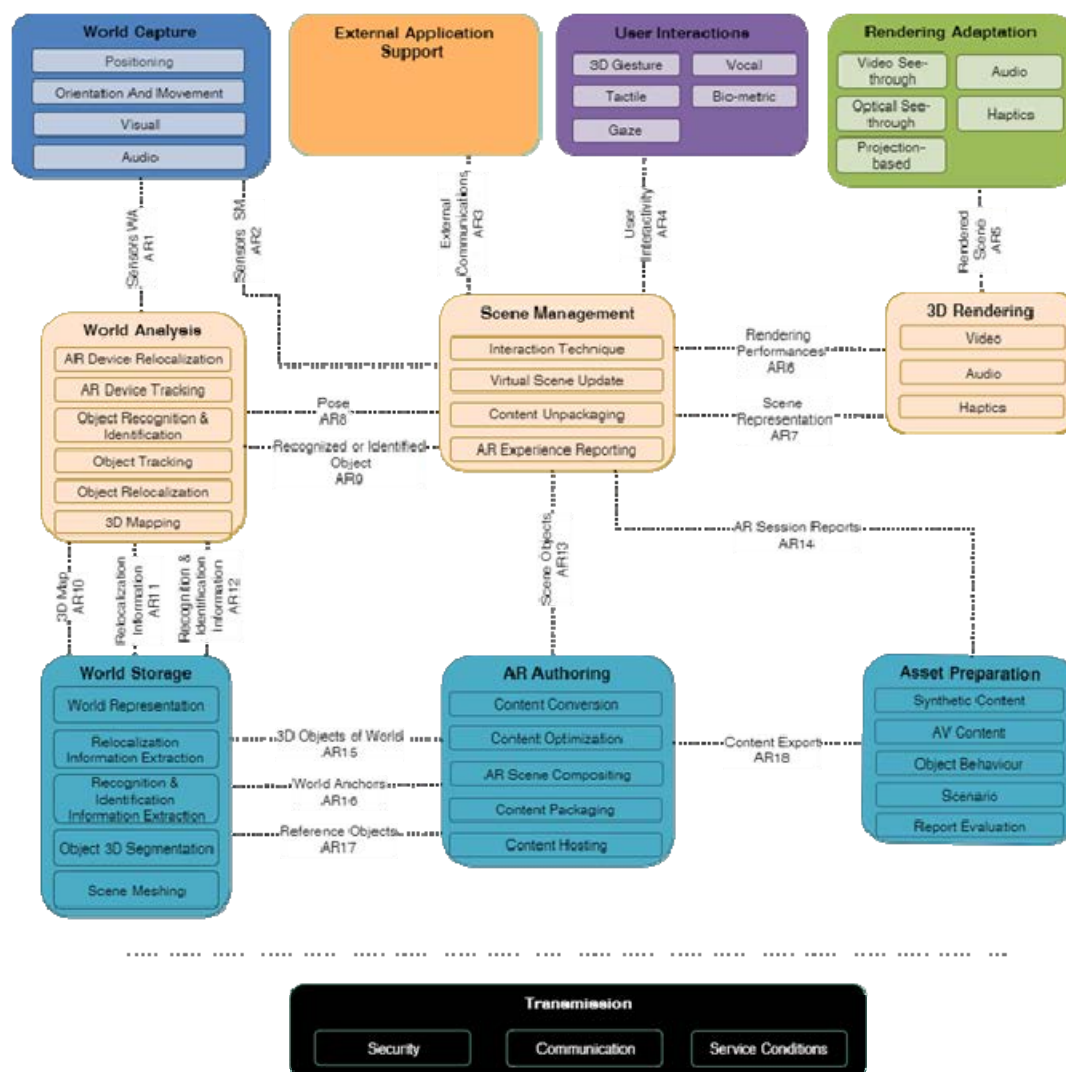 World Capture
Positioning
Orientation And Movement
Visual
Audio
External Application
Support
User Interactions
3D Gesture
Vocal
Tactile
Bio-metric
Gaze
Rendering Adaptation
Video See-
through
Audio
Optical See-
through
Haptics
Projection-
based
Sensors WA
AR1
Sensors SM
AR2
External
Communications
AR3
User
Iinteractivity
AR4
Rendered
Scene
AR5
World Analysis
AR Device Relocalization
AR Device Tracking
Object Recognition &
Identification
Object Tracking
Object Relocalization
3D Mapping
Pose
AR8
Recognized or Identified
Object
AR9
Scene Management
Interaction Technique
Virtual Scene Update
Content Unpackaging
AR Experience Reporting
Rendering
Performances
AR6
Scene
Representation
AR7
3D Rendering
Video
Audio
Haptics
3D Map
AR10
Relocalization
Information
AR11
Recognition &
Identification
Information
AR12
Scene Objects
AR13
AR Session Reports
AR14
World Storage
World Representation
Relocalization
Information Extraction
Recognition &
Identification
Information Extraction
Object 3D Segmentation
Scene Meshing
3D Objects of World
AR15
World Anchors
AR16
Reference Objects
AR17
AR Authoring
Content Conversion
Content Optimization
AR Scene Compositing
Content Packaging
Content Hosting
Content Export
AR18
Asset Preparation
Synthetic Content
AV Content
Object Behaviour
Scenario
Report Evaluation
Transmission
Security
Communication
Service Conditions